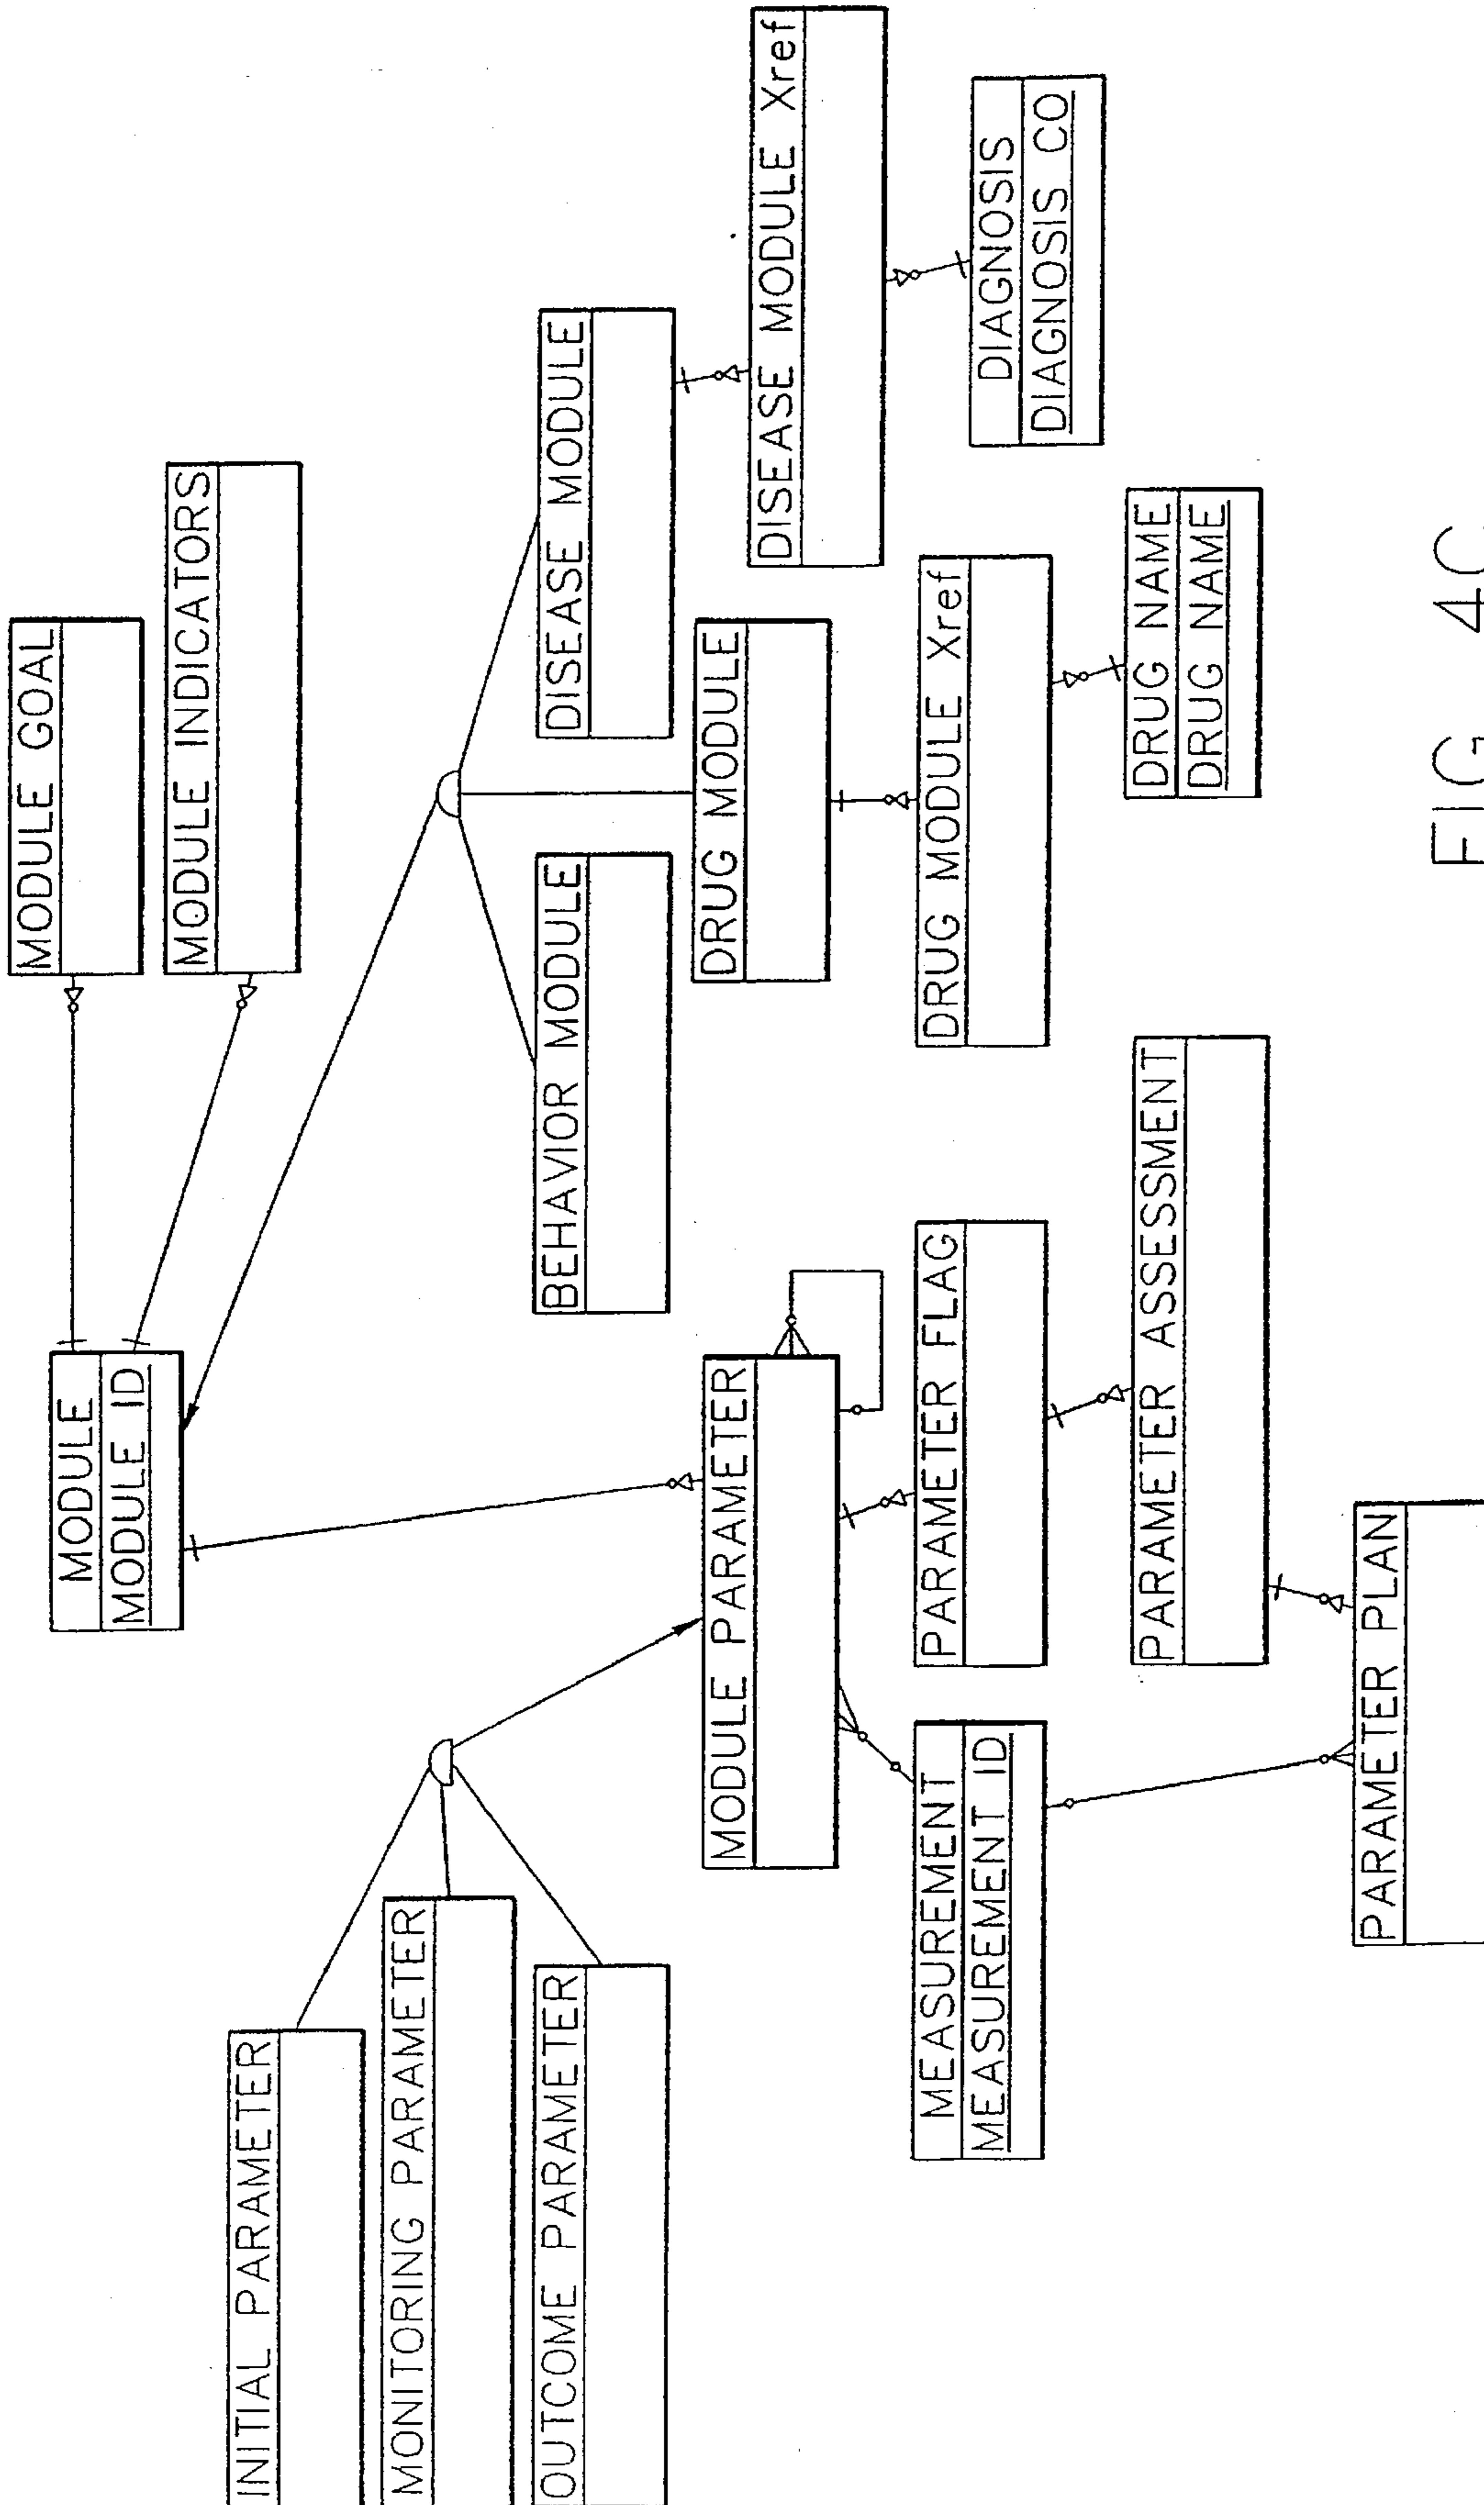 MODULE GOAL
MODULE INDICATORS
MODULE
MODULE ID
INITIAL PARAMETER
MONITORING PARAMETER
OUTCOME PARAMETER
BEHAVIOR MODULE
DISEASE MODULE
DRUG MODULE
MODULE PARAMETER
DISEASE MODULE Xref
MEASUREMENT
MEASUREMENT ID
PARAMETER FLAG
DRUG MODULE Xref
DIAGNOSIS
DIAGNOSIS CO
PARAMETER ASSESSMENT
DRUG NAME
DRUG NAME
PARAMETER PLAN
FIG. 4C